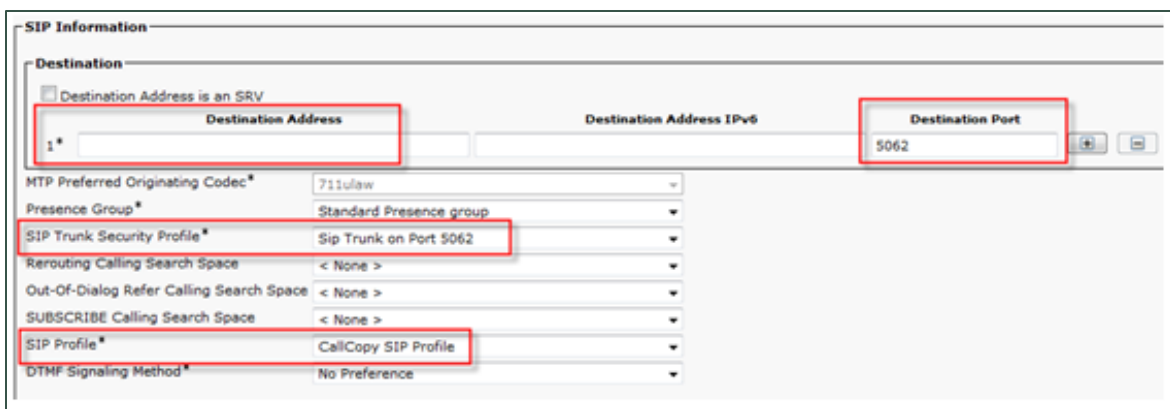 SIP Information
Destination
Destination Address is an SRV
Destination Address Destination Address IPv6 Destination Port
1* 5062
MTP Preferred Originating Codec* 711ulaw
Presence Group* Standard Presence group
SIP Trunk Security Profile* Sip Trunk on Port 5062
Rerouting Calling Search Space < None >
Out-Of-Dialog Refer Calling Search Space < None >
SUBSCRIBE Calling Search Space < None >
SIP Profile* CallCopy SIP Profile
DTMF Signaling Method* No Preference